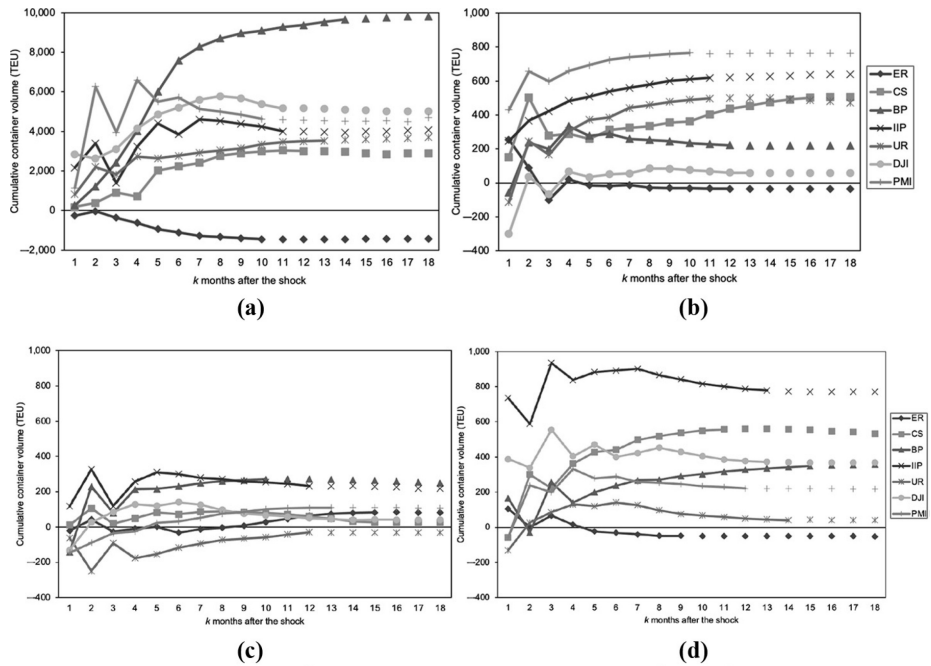 (a)
Cumulative container volume (TEU)
10,000
8,000
6,000
4,000
2,000
0
—2,000
1 2 3 4 5 6 7 8 9 10 11 12 13 14 15 16 17 18
k months after the shock
(b)
Cumulative container volume (TEU)
1,000
800
600
400
200
0
—200
—400
1 2 3 4 5 6 7 8 9 10 11 12 13 14 15 16 17 18
k months after the shock
ER
CS
BP
IIP
UR
DJI
PMI
(c)
Cumulative container volume (TEU)
1,000
800
600
400
200
0
—200
—400
1 2 3 4 5 6 7 8 9 10 11 12 13 14 15 16 17 18
k months after the shock
(d)
Cumulative container volume (TEU)
1,000
800
600
400
200
0
—200
—400
1 2 3 4 5 6 7 8 9 10 11 12 13 14 15 16 17 18
k months after the shock
ER
CS
BP
IIP
UR
DJI
PMI